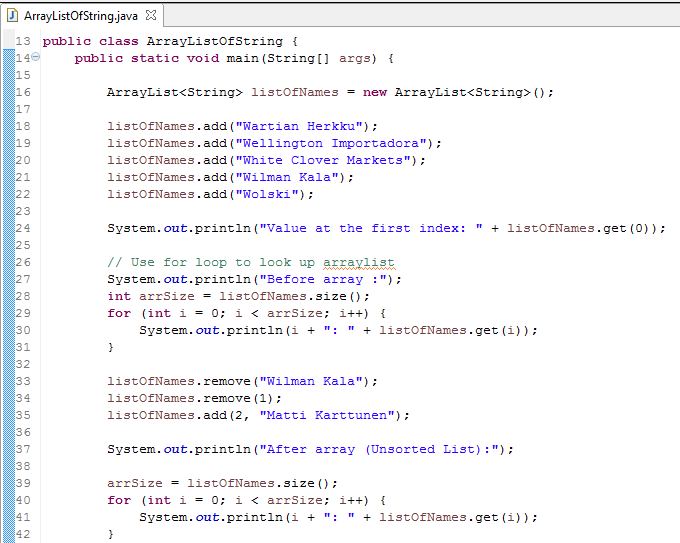 ArrayListOfString.java
13 public class ArrayListOfString {
14 public static void main(String[] args) {
15
16 ArrayList<String> listOfNames = new ArrayList<String>();
17
18 listOfNames.add("Wartian Herkku");
19 listOfNames.add("Wellington Importadora");
20 listOfNames.add("White Clover Markets");
21 listOfNames.add("Wilman Kala");
22 listOfNames.add("Wolski");
23
24 System.out.println("Value at the first index: " + listOfNames.get(0));
25
26 // Use for loop to look up arraylist
27 System.out.println("Before array :");
28 int arrSize = listOfNames.size();
29 for (int i = 0; i < arrSize; i++) {
30 System.out.println(i + ": " + listOfNames.get(i));
31 }
32
33 listOfNames.remove("Wilman Kala");
34 listOfNames.remove(1);
35 listOfNames.add(2, "Matti Karttunen");
36
37 System.out.println("After array (Unsorted List):");
38
39 arrSize = listOfNames.size();
40 for (int i = 0; i < arrSize; i++) {
41 System.out.println(i + ": " + listOfNames.get(i));
42 }